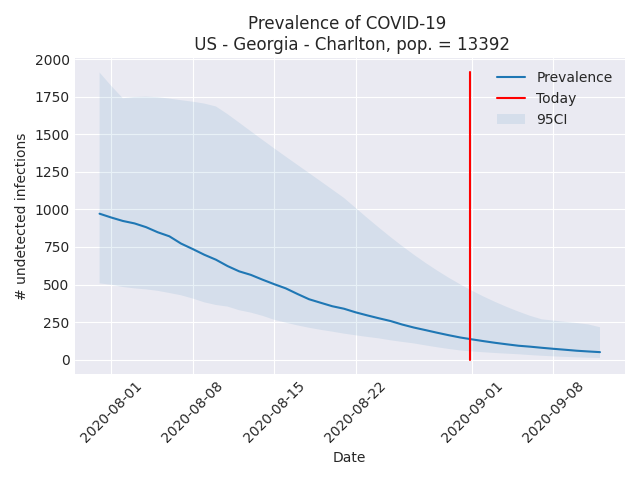 Prevalence of COVID-19
US - Georgia - Charlton, pop. = 13392
# undetected infections
2000
1750
1500
1250
1000
750
500
250
0
Prevalence
Today
95CI
2020-08-01
2020-08-08
2020-08-15
2020-08-22
2020-09-01
2020-09-08
Date